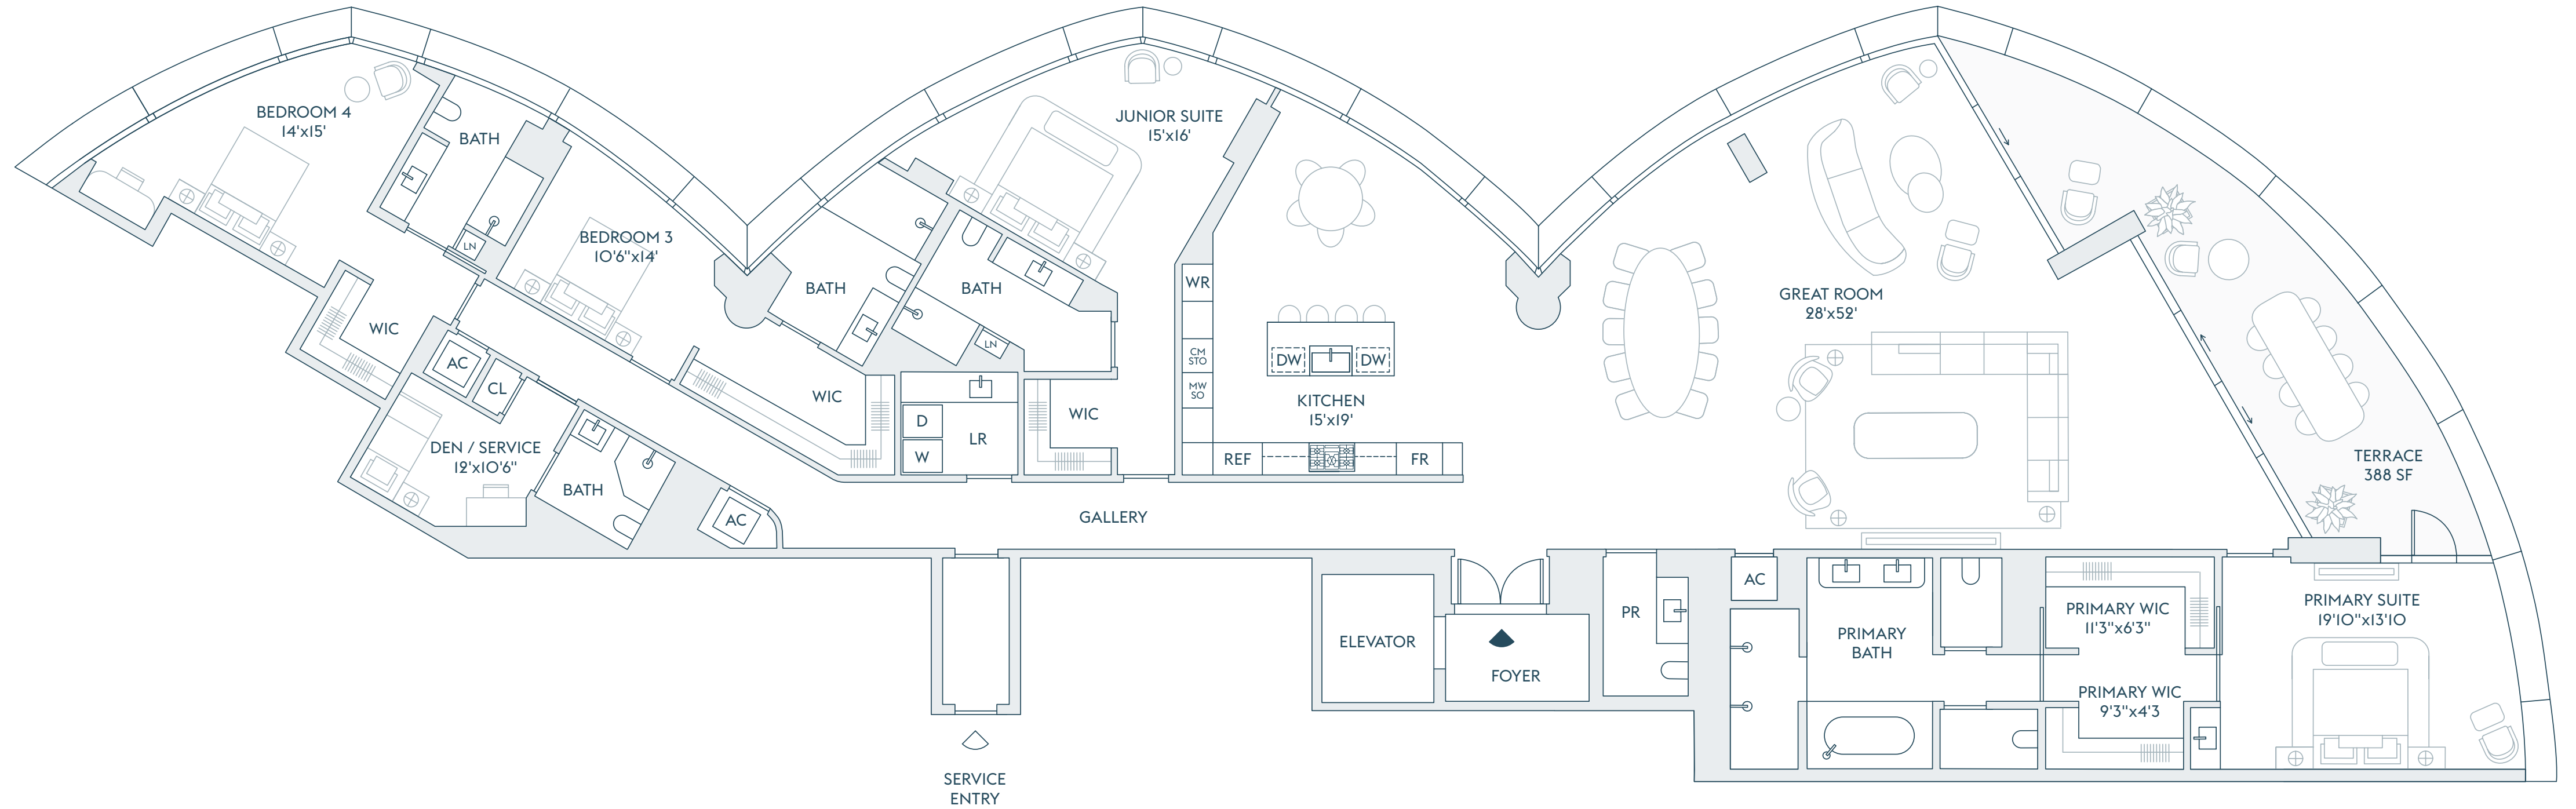 BEDROOM 4
14'x15'
BATH
LN
BEDROOM 3
10'6"x14'
WIC
AC
CL
DEN / SERVICE
12'x10'6"
BATH
AC
WIC
BATH
BATH
LN
JUNIOR SUITE
15'x16'
D
W
LR
WIC
WR
CM
STO
MW
SO
DW
DW
KITCHEN
15'x19'
REF
FR
GALLERY
GREAT ROOM
28'x52'
TERRACE
388 SF
SERVICE
ENTRY
ELEVATOR
FOYER
PR
AC
PRIMARY
BATH
PRIMARY WIC
11'3"x6'3"
PRIMARY WIC
9'3"x4'3
PRIMARY SUITE
19'10"x13'10